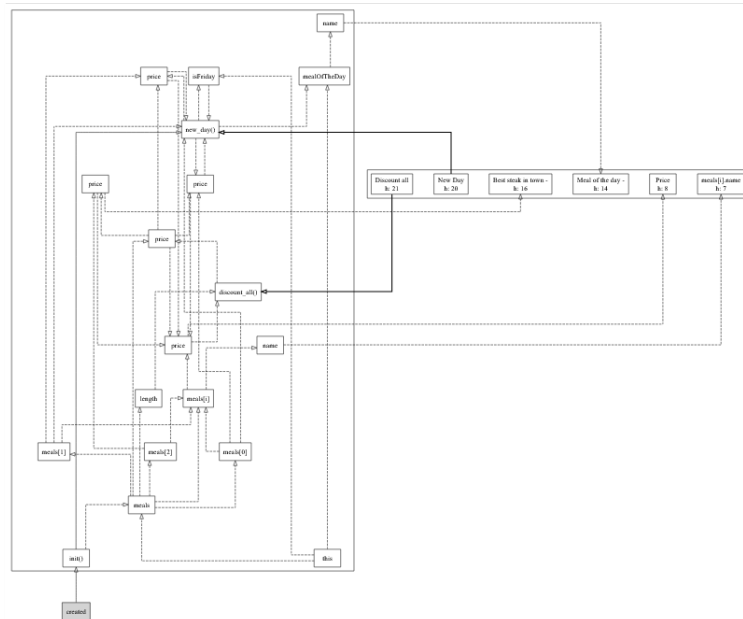 name
price
isFriday
mealOfTheDay
new_day()
price
price
Discount all
h: 21
New Day
h: 20
Best steak in town -
h: 16
Meal of the day -
h: 14
Price
h: 8
meals[i].name
h: 7
price
discount_all()
price
name
length
meals[i]
meals[1]
meals[2]
meals[0]
meals
init()
this
created